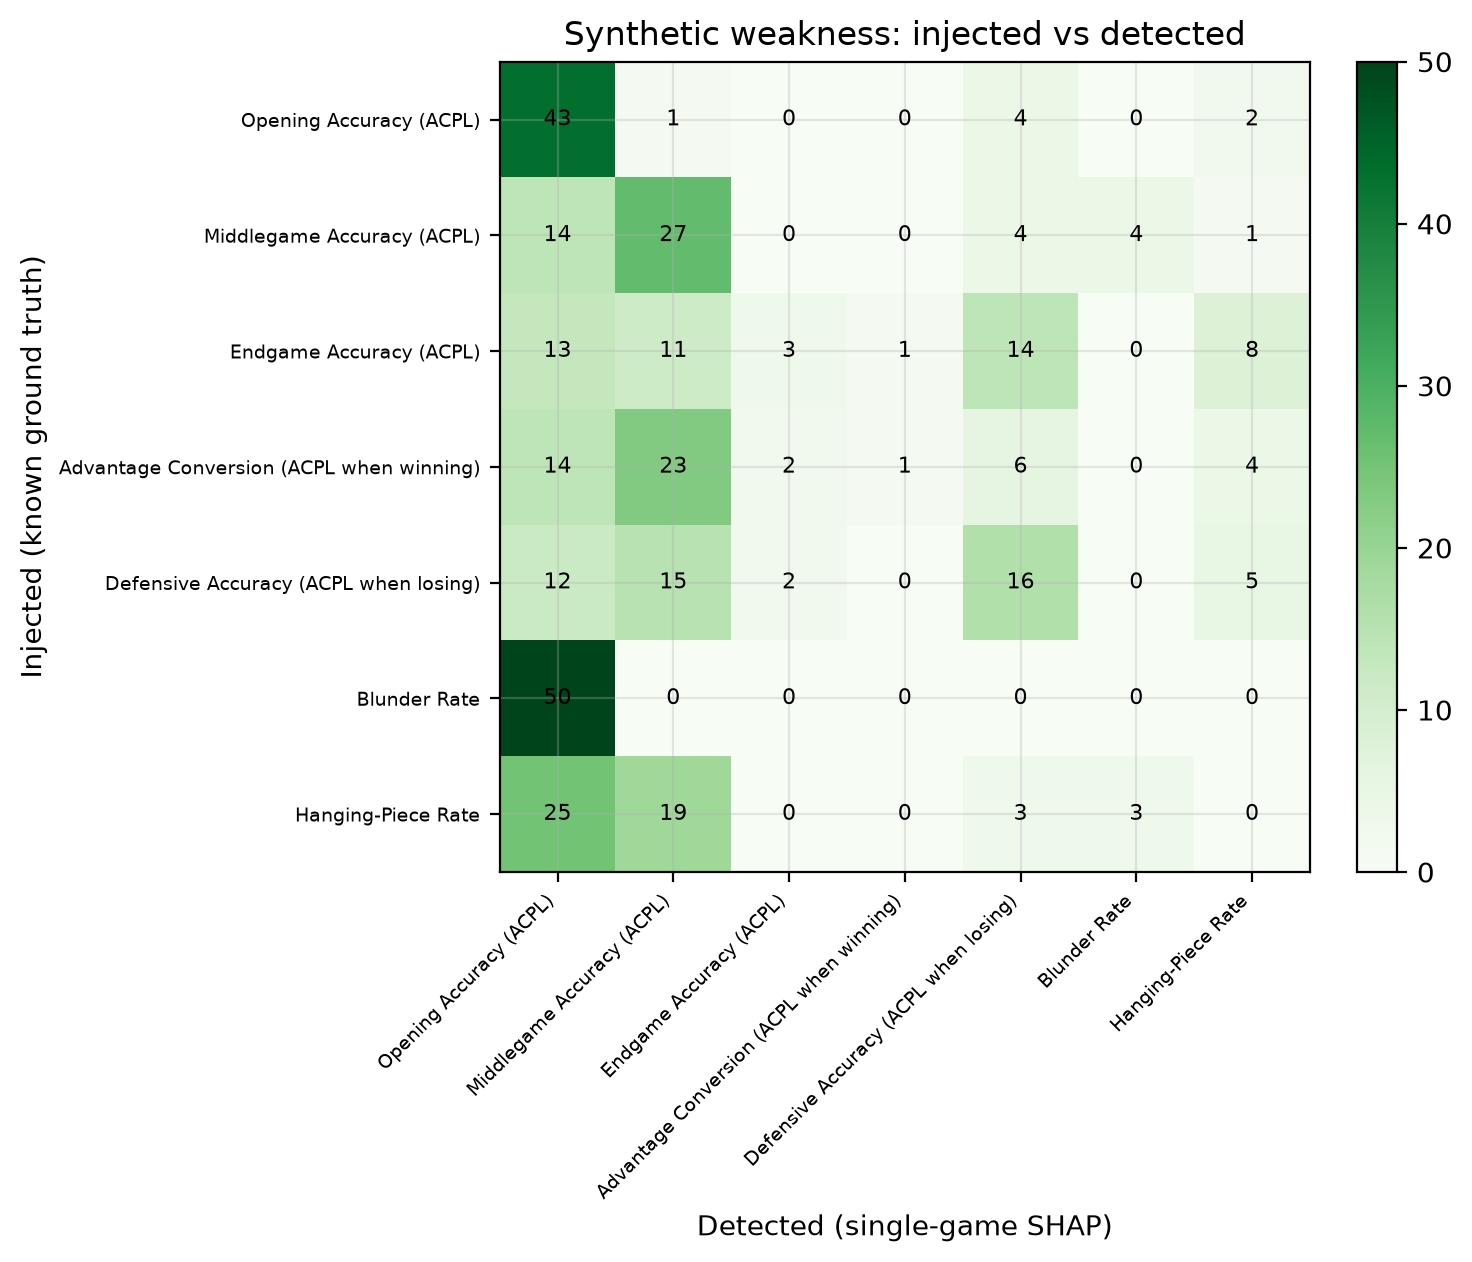 Synthetic weakness: injected vs detected
Injected (known ground truth)
Opening Accuracy (ACPL) 43 1 0 0 4 0 2
Middlegame Accuracy (ACPL) 14 27 0 0 4 4 1
Endgame Accuracy (ACPL) 13 11 3 1 14 0 8
Advantage Conversion (ACPL when winning) 14 23 2 1 6 0 4
Defensive Accuracy (ACPL when losing) 12 15 2 0 16 0 5
Blunder Rate 50 0 0 0 0 0 0
Hanging-Piece Rate 25 19 0 0 3 3 0
Opening Accuracy (ACPL)
Middlegame Accuracy (ACPL)
Endgame Accuracy (ACPL)
Advantage Conversion (ACPL when winning)
Defensive Accuracy (ACPL when losing)
Blunder Rate
Hanging-Piece Rate
Detected (single-game SHAP)
50
40
30
20
10
0